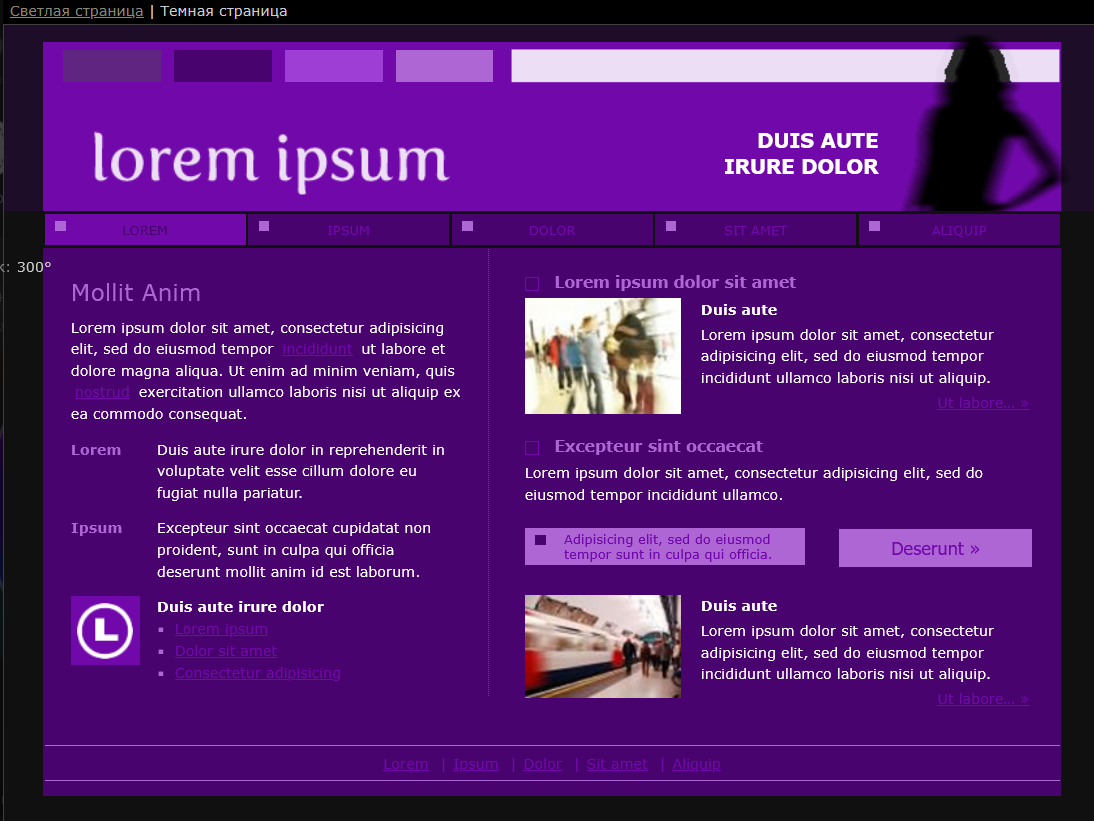 Светлая страница | Темная страница
lorem ipsum
DUIS AUTE
IRURE DOLOR
LOREM
IPSUM
DOLOR
SIT AMET
ALIQUIP
к: 300°
Mollit Anim
Lorem ipsum dolor sit amet, consectetur adipisicing
elit, sed do eiusmod tempor incididunt ut labore et
dolore magna aliqua. Ut enim ad minim veniam, quis
nostrud exercitation ullamco laboris nisi ut aliquip ex
ea commodo consequat.
Lorem
Duis aute irure dolor in reprehenderit in
voluptate velit esse cillum dolore eu
fugiat nulla pariatur.
Ipsum
Excepteur sint occaecat cupidatat non
proident, sunt in culpa qui officia
deserunt mollit anim id est laborum.
L
Duis aute irure dolor
Lorem ipsum
Dolor sit amet
Consectetur adipisicing
Lorem ipsum dolor sit amet
Duis aute
Lorem ipsum dolor sit amet, consectetur
adipisicing elit, sed do eiusmod tempor
incididunt ullamco laboris nisi ut aliquip.
Ut labore... »
Excepteur sint occaecat
Lorem ipsum dolor sit amet, consectetur adipisicing elit, sed do
eiusmod tempor incididunt ullamco.
Adipisicing elit, sed do eiusmod
tempor sunt in culpa qui officia.
Deserunt »
Duis aute
Lorem ipsum dolor sit amet, consectetur
adipisicing elit, sed do eiusmod tempor
incididunt ullamco laboris nisi ut aliquip.
Ut labore... »
Lorem | Ipsum | Dolor | Sit amet | Aliquip